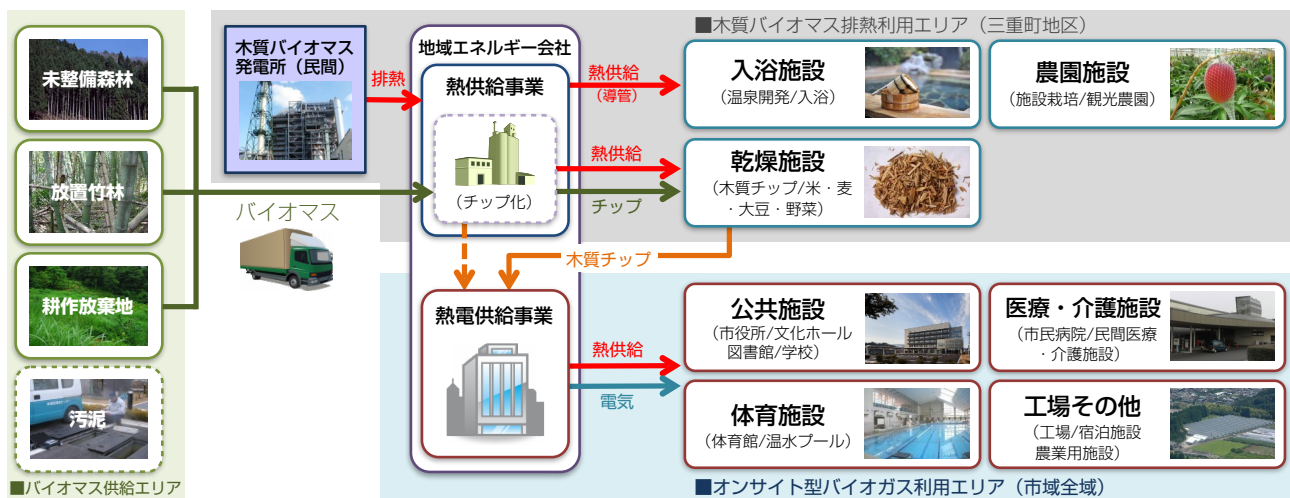 未整備森林
放置竹林
耕作放棄地
汚泥
■バイオマス供給エリア
バイオマス
木質バイオマス
発電所（民間）
排熱
地域エネルギー会社
熱供給事業
（チップ化）
熱電供給事業
■木質バイオマス排熱利用エリア（三重町地区）
熱供給
（導管）
入浴施設
（温泉開発/入浴）
農園施設
（施設栽培/観光農園）
熱供給
チップ
乾燥施設
（木質チップ/米・麦
・大豆・野菜）
木質チップ
熱供給
電気
公共施設
（市役所/文化ホール
図書館/学校）
医療・介護施設
（市民病院/民間医療
・介護施設）
体育施設
（体育館/温水プール）
工場その他
（工場/宿泊施設
農業用施設）
■オンサイト型バイオガス利用エリア（市域全域）